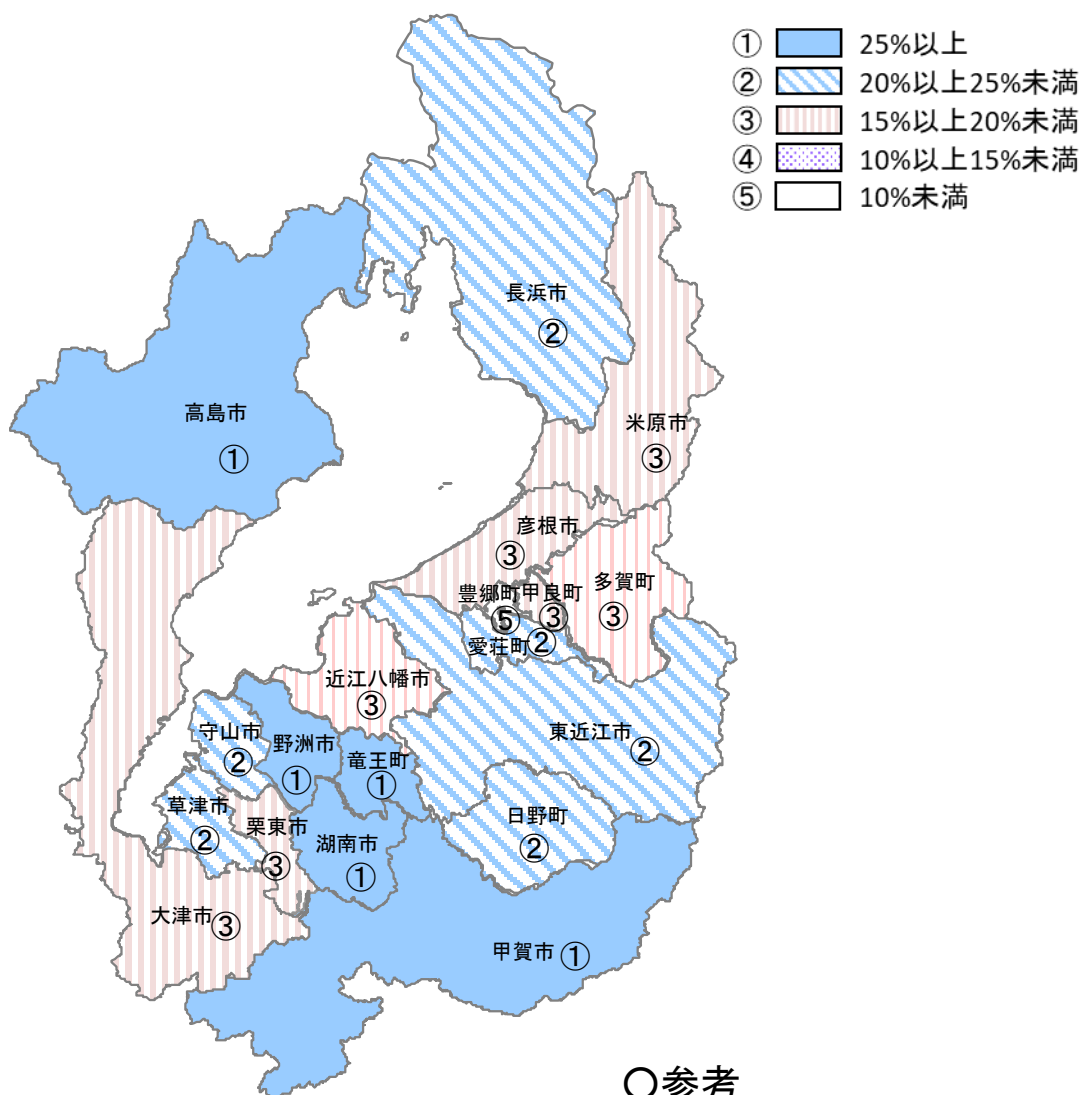 ① 25%以上
② 20%以上25%未満
③ 15%以上20%未満
④ 10%以上15%未満
⑤ 10%未満
長浜市
②
高島市
①
米原市
③
彦根市
③
多賀町
③
豊郷町
⑤
甲良町
③
愛荘町
②
近江八幡市
③
東近江市
②
守山市
②
野洲市
①
竜王町
①
草津市
②
栗東市
③
湖南市
①
日野町
②
大津市
③
甲賀市
①
〇参考